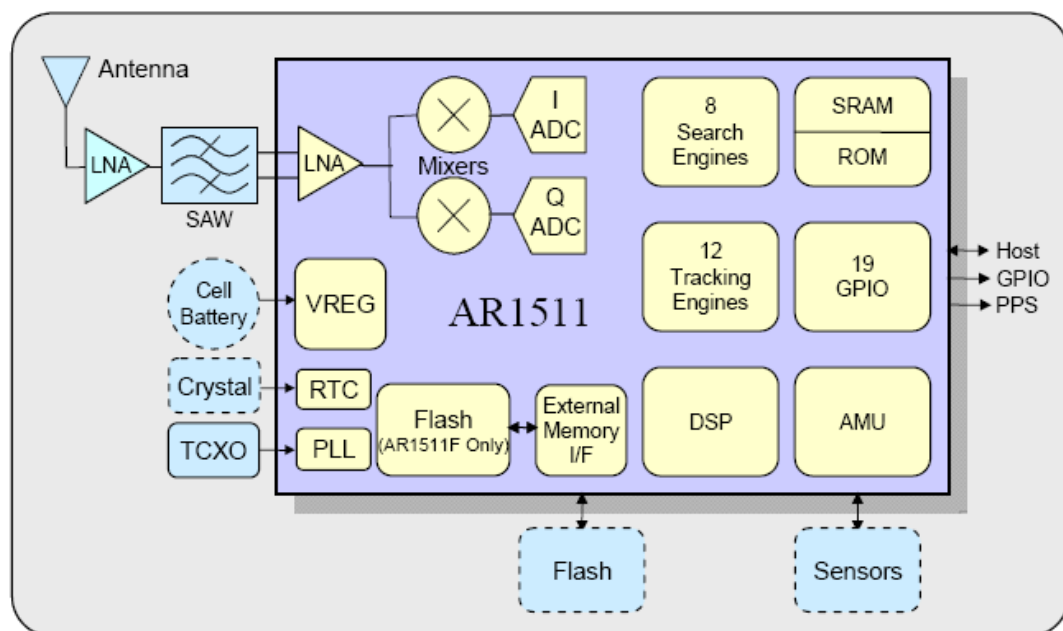 Antenna
LNA
SAW
LNA
Mixers
I
ADC
Q
ADC
8
Search
Engines
SRAM
ROM
12
Tracking
Engines
19
GPIO
Host
GPIO
PPS
Cell
Battery
VREG
AR1511
Crystal
RTC
TCXO
PLL
Flash
(AR1511F Only)
External
Memory
I/F
DSP
AMU
Flash
Sensors